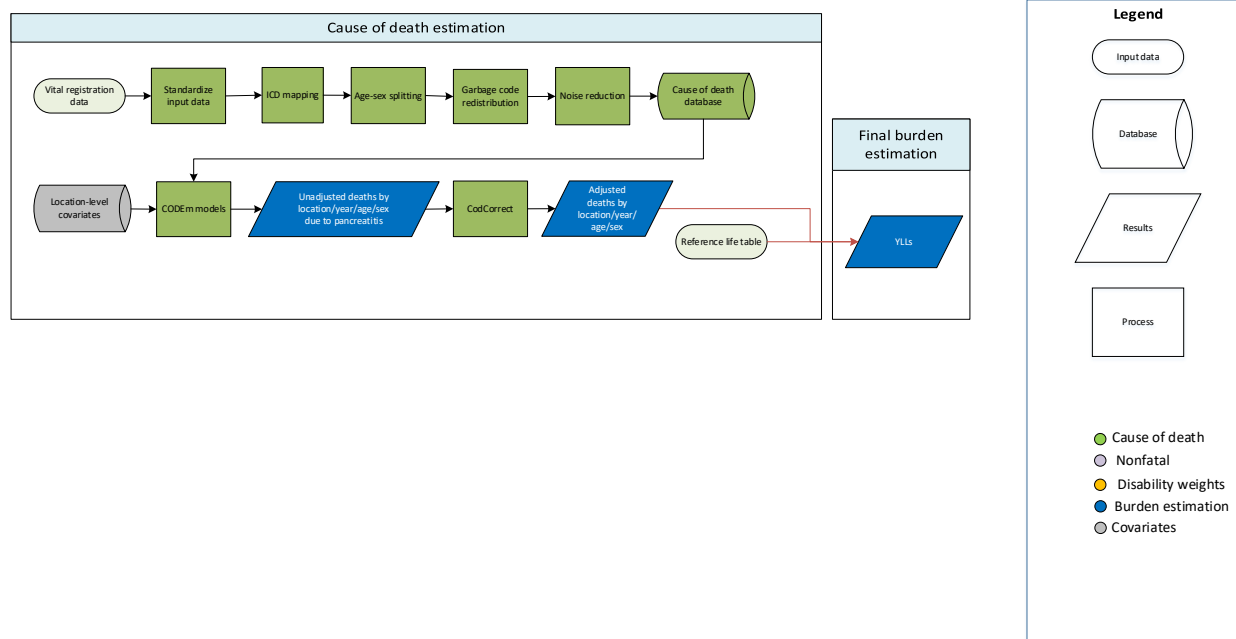 Cause of death estimation
Vital registration
data
Standardize
input data
ICD mapping
Age-sex splitting
Garbage code
redistribution
Noise reduction
Cause of death
database
Location-level
covariates
CODEm models
Unadjusted deaths by
location/year/age/sex
due to pancreatitis
CodCorrect
Adjusted
deaths by
location/year/
age/sex
Reference life table
Final burden
estimation
YLLs
Legend
Input data
Database
Results
Process
Cause of death
Nonfatal
Disability weights
Burden estimation
Covariates